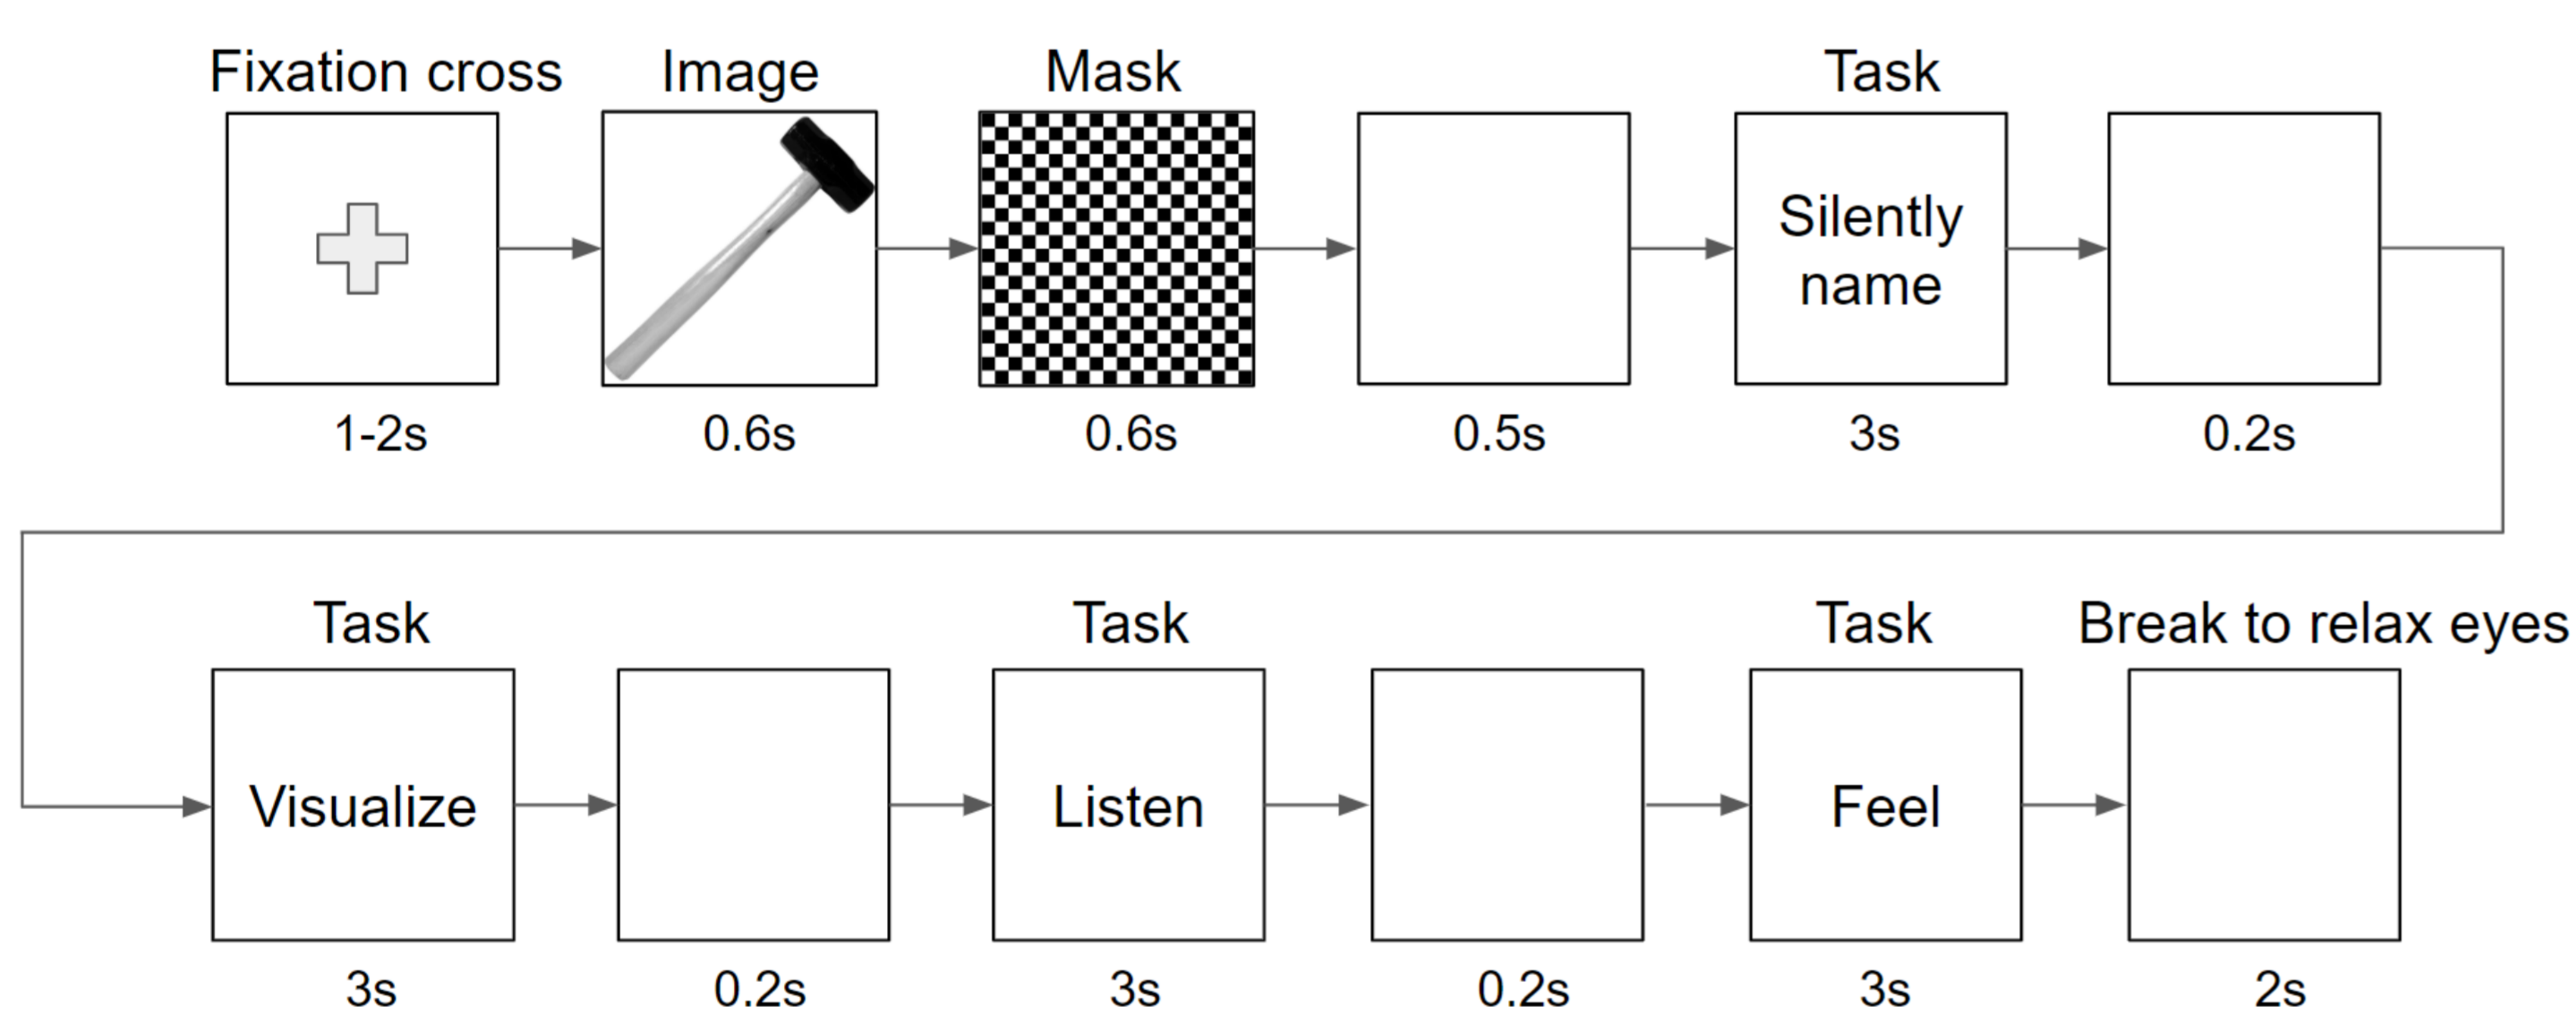 Fixation cross
Image
Mask
Task
Silently
name
1-2s
0.6s
0.6s
0.5s
3s
0.2s
Task
Task
Task
Break to relax eyes
Visualize
Listen
Feel
3s
0.2s
3s
0.2s
3s
2s